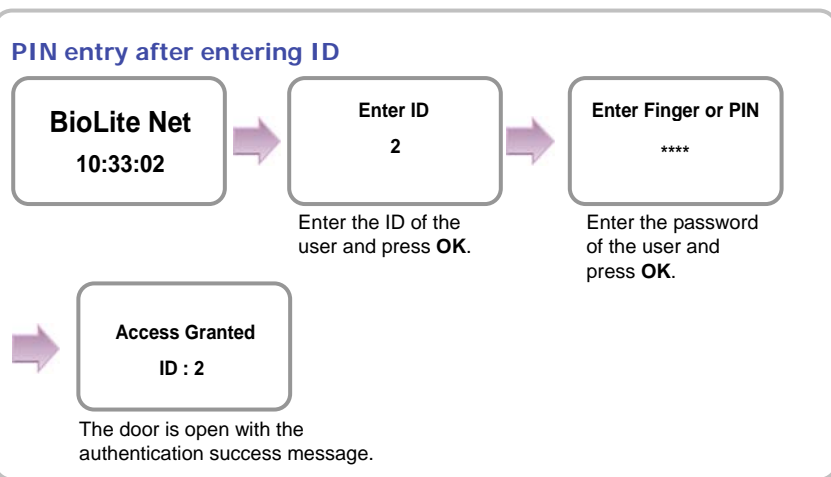 PIN entry after entering ID
BioLite Net
10:33:02
Enter ID
2
Enter the ID of the
user and press OK.
Enter Finger or PIN
****
Enter the password
of the user and
press OK.
Access Granted
ID : 2
The door is open with the
authentication success message.